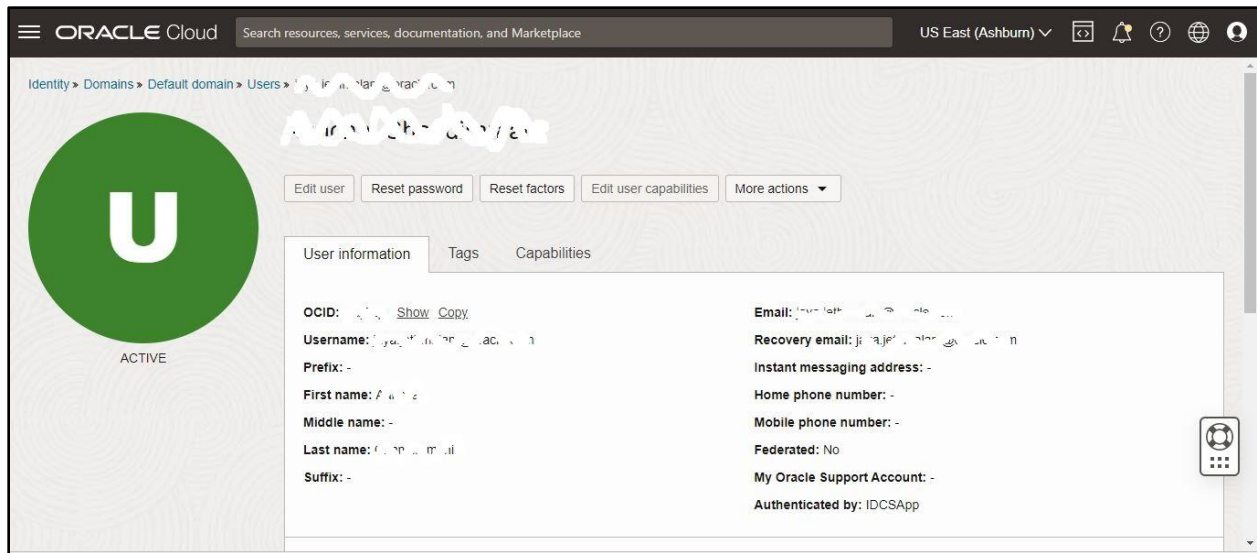 ORACLE Cloud
Search resources, services, documentation, and Marketplace
US East (Ashburn)
Identity » Domains » Default domain » Users »
U
ACTIVE
Edit user
Reset password
Reset factors
Edit user capabilities
More actions
User information
Tags
Capabilities
OCID: Show Copy
Username:
Prefix: -
First name:
Middle name: -
Last name:
Suffix: -
Email:
Recovery email:
Instant messaging address: -
Home phone number: -
Mobile phone number: -
Federated: No
My Oracle Support Account: -
Authenticated by: IDCSApp